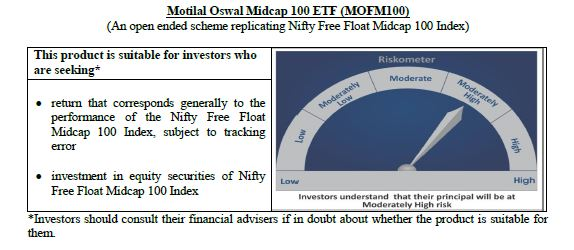 Motilal Oswal Midcap 100 ETF (MOFM100)
(An open ended scheme replicating Nifty Free Float Midcap 100 Index)
This product is suitable for investors who
are seeking*
• return that corresponds generally to the
performance of the Nifty Free Float
Midcap 100 Index, subject to tracking
error
• investment in equity securities of Nifty
Free Float Midcap 100 Index
Riskometer
Low
Moderately
Low
Moderate
Moderately
High
High
Low
High
Investors understand that their principal will be at
Moderately High risk
*Investors should consult their financial advisers if in doubt about whether the product is suitable for
them.